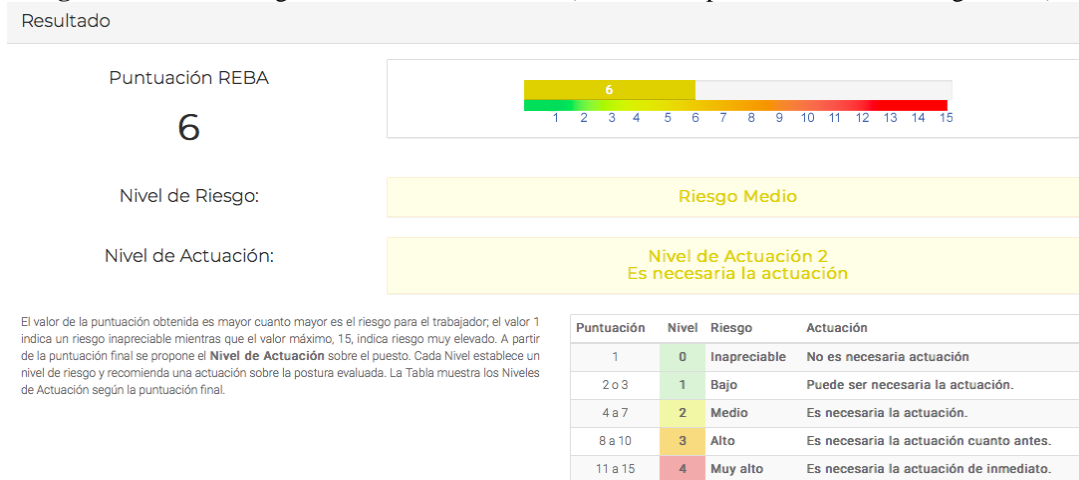 Resultado
Puntuación REBA
6
6
1 2 3 4 5 6 7 8 9 10 11 12 13 14 15
Nivel de Riesgo:
Riesgo Medio
Nivel de Actuación:
Nivel de Actuación 2
Es necesaria la actuación
El valor de la puntuación obtenida es mayor cuanto mayor es el riesgo para el trabajador; el valor 1
indica un riesgo inapreciable mientras que el valor máximo, 15, indica riesgo muy elevado. A partir
de la puntuación final se propone el Nivel de Actuación sobre el puesto. Cada Nivel establece un
nivel de riesgo y recomienda una actuación sobre la postura evaluada. La Tabla muestra los Niveles
de Actuación según la puntuación final.
Puntuación Nivel Riesgo Actuación
1 0 Inapreciable No es necesaria actuación
2 o 3 1 Bajo Puede ser necesaria la actuación.
4 a 7 2 Medio Es necesaria la actuación.
8 a 10 3 Alto Es necesaria la actuación cuanto antes.
11 a 15 4 Muy alto Es necesaria la actuación de inmediato.